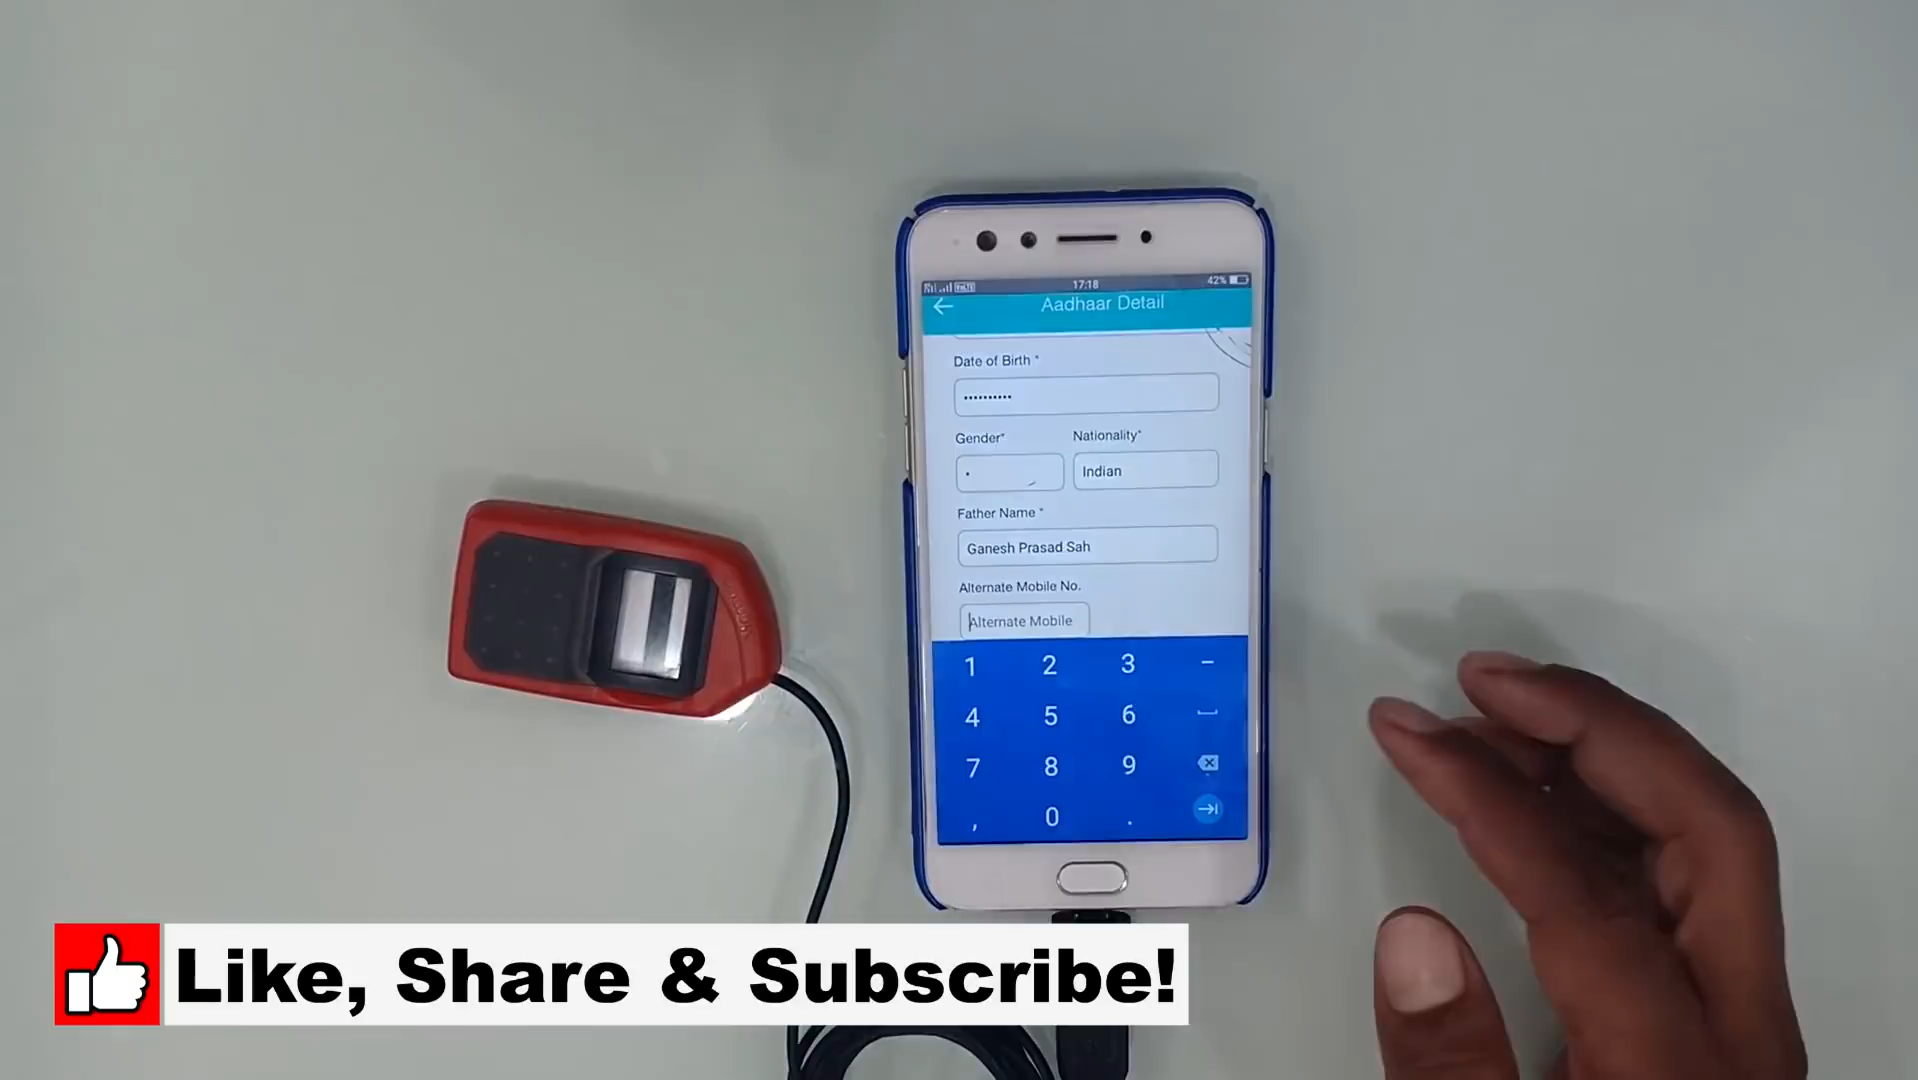 17:18
42%
Aadhaar Detail
Date of Birth *
Gender*
Nationality*
Indian
Father Name *
Ganesh Prasad Sah
Alternate Mobile No.
Alternate Mobile
1 2 3 -
4 5 6
7 8 9
, 0 .
Like, Share & Subscribe!